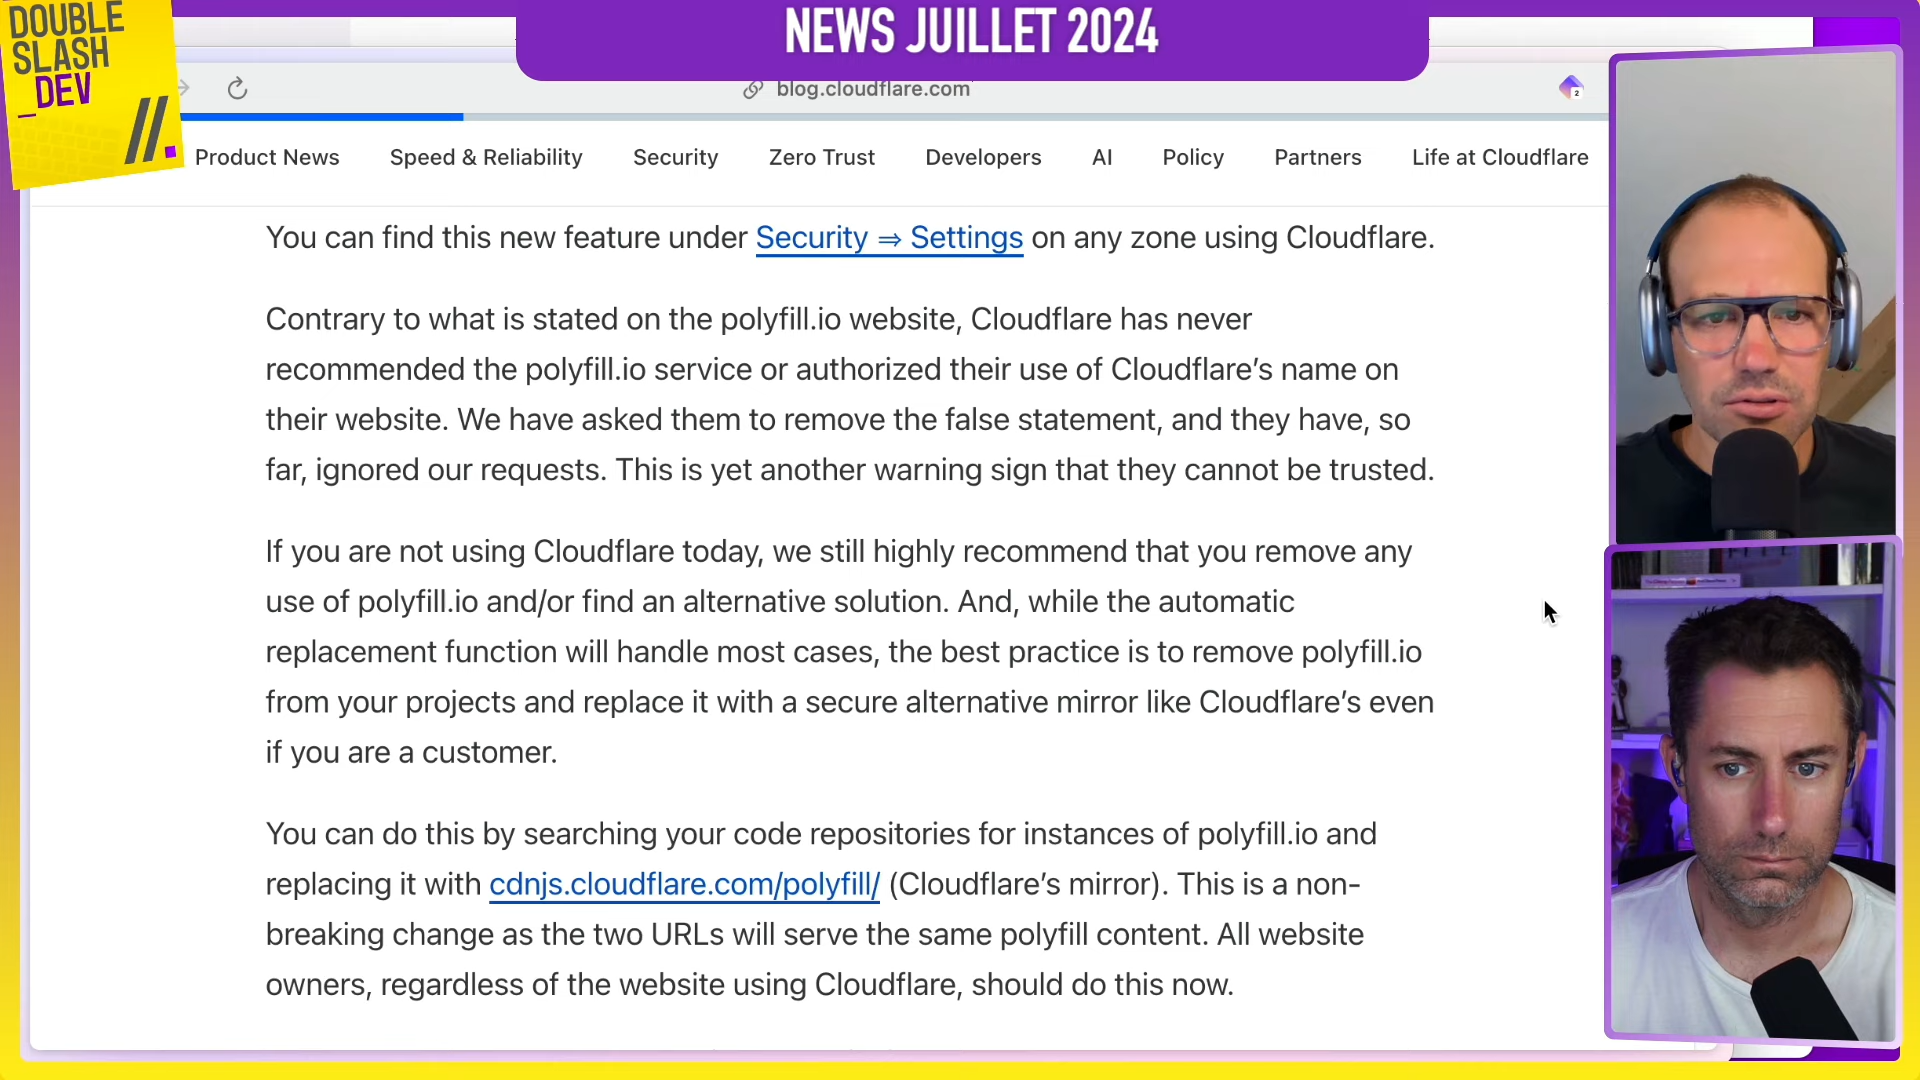 DOUBLE
SLASH
_DEV
//.
NEWS JUILLET 2024
blog.cloudflare.com
2
Product News Speed & Reliability Security Zero Trust Developers AI Policy Partners Life at Cloudflare
You can find this new feature under Security ⇒ Settings on any zone using Cloudflare.
Contrary to what is stated on the polyfill.io website, Cloudflare has never
recommended the polyfill.io service or authorized their use of Cloudflare’s name on
their website. We have asked them to remove the false statement, and they have, so
far, ignored our requests. This is yet another warning sign that they cannot be trusted.
If you are not using Cloudflare today, we still highly recommend that you remove any
use of polyfill.io and/or find an alternative solution. And, while the automatic
replacement function will handle most cases, the best practice is to remove polyfill.io
from your projects and replace it with a secure alternative mirror like Cloudflare’s even
if you are a customer.
You can do this by searching your code repositories for instances of polyfill.io and
replacing it with cdnjs.cloudflare.com/polyfill/ (Cloudflare’s mirror). This is a non-
breaking change as the two URLs will serve the same polyfill content. All website
owners, regardless of the website using Cloudflare, should do this now.